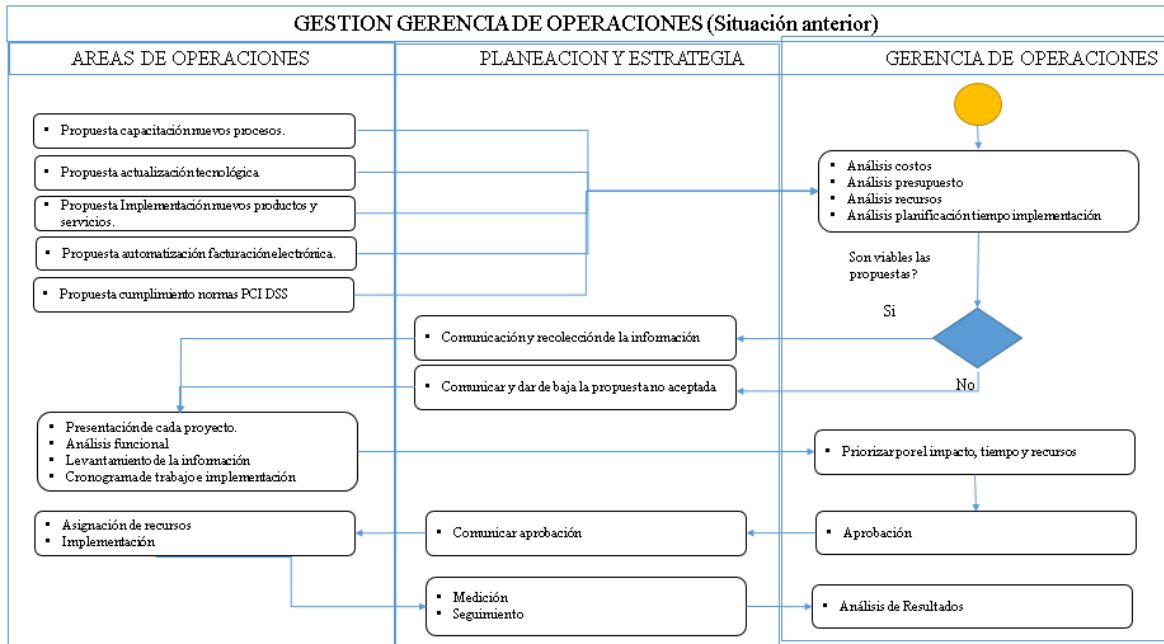 GESTION GERENCIA DE OPERACIONES (Situación anterior)
AREAS DE OPERACIONES
PLANEACION Y ESTRATEGIA
GERENCIA DE OPERACIONES
▪ Propuesta capacitación nuevos procesos.
▪ Propuesta actualización tecnológica
▪ Propuesta Implementación nuevos productos y
servicios.
▪ Propuesta automatización facturación electrónica.
▪ Propuesta cumplimiento normas PCI DSS
▪ Análisis costos
▪ Análisis presupuesto
▪ Análisis recursos
▪ Análisis planificación tiempo implementación
Son viables las
propuestas?
Si
No
▪ Comunicación y recolección de la información
▪ Comunicar y dar de baja la propuesta no aceptada
▪ Presentación de cada proyecto.
▪ Análisis funcional
▪ Levantamiento de la información
▪ Cronograma de trabajo e implementación
▪ Priorizar por el impacto, tiempo y recursos
▪ Asignación de recursos
▪ Implementación
▪ Comunicar aprobación
▪ Aprobación
▪ Medición
▪ Seguimiento
▪ Análisis de Resultados